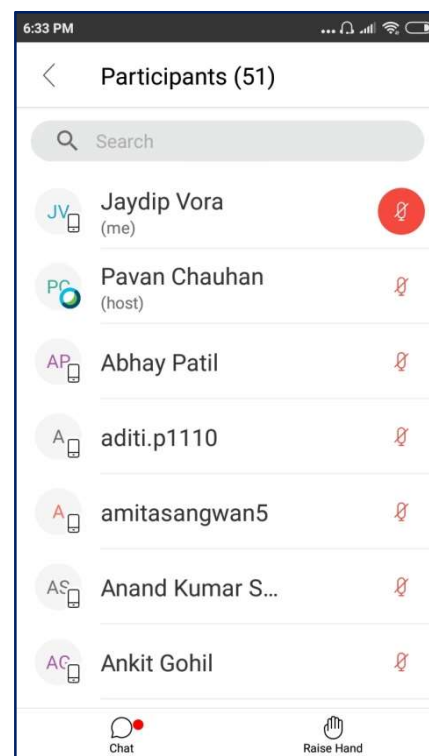 6:33 PM
Participants (51)
Search
JV
Jaydip Vora
(me)
PC
Pavan Chauhan
(host)
AP
Abhay Patil
A
aditi.p1110
A
amitasangwan5
AS
Anand Kumar S...
AG
Ankit Gohil
Chat
Raise Hand